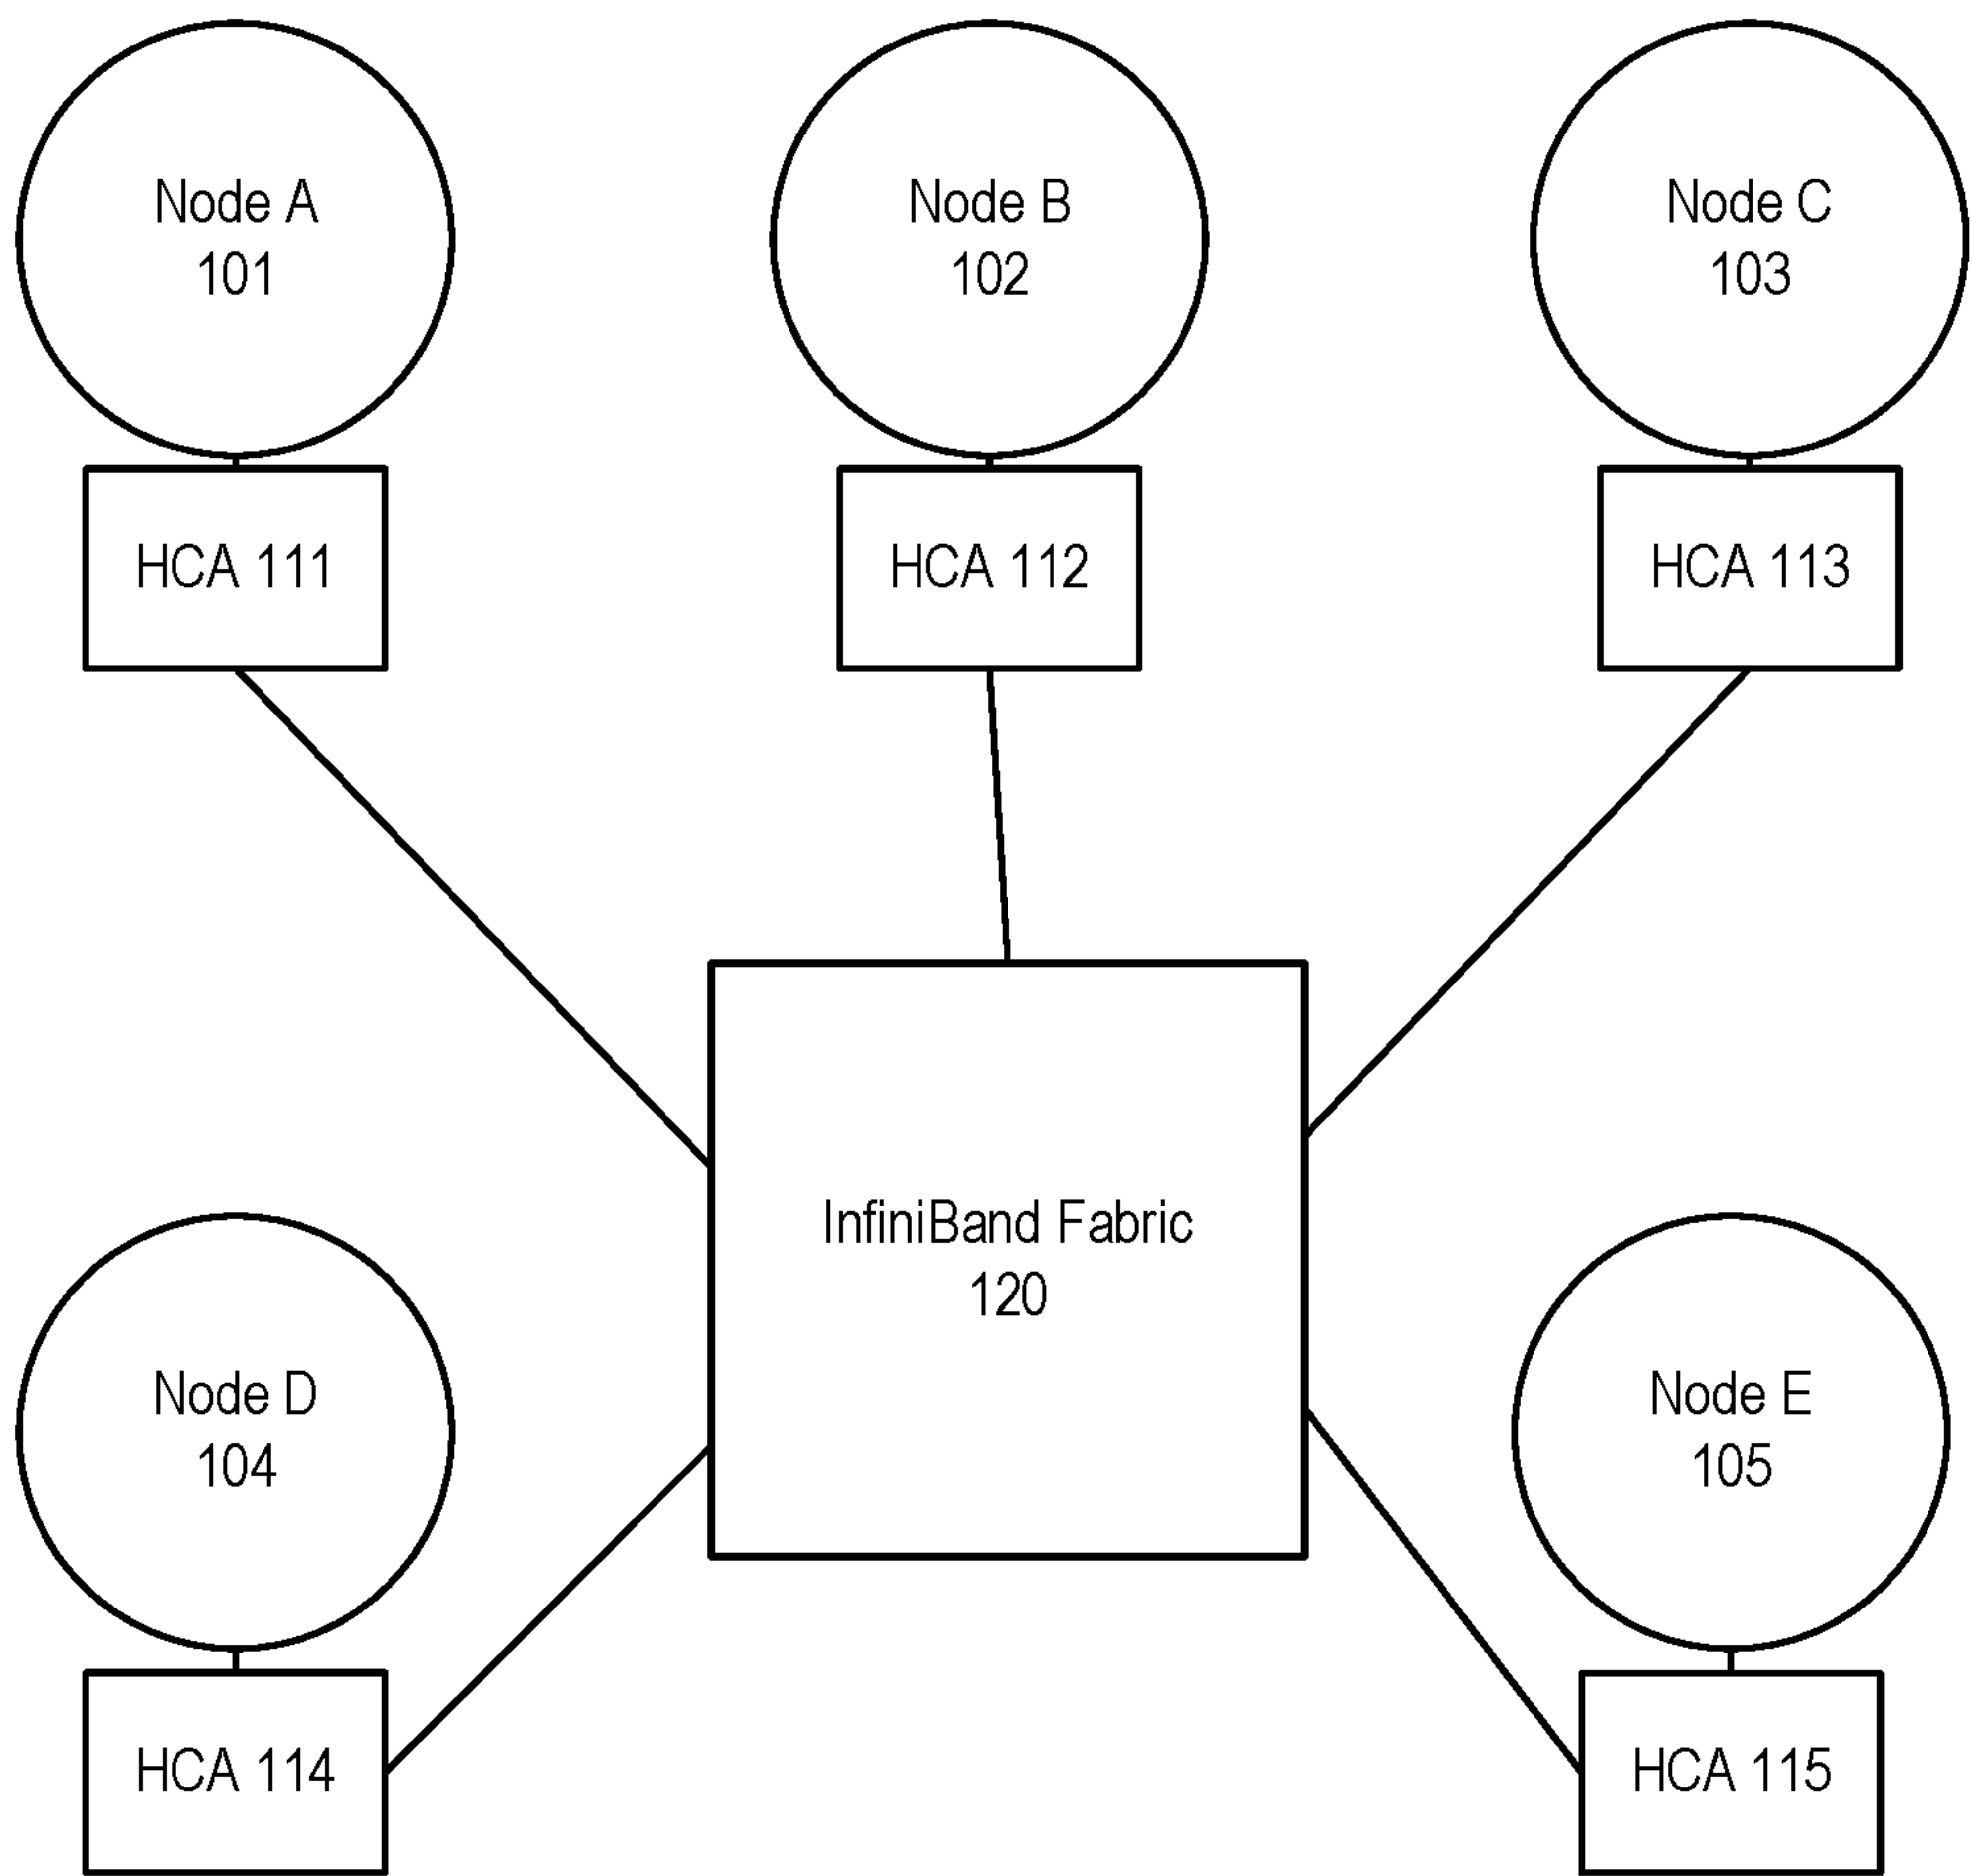 Node A
101
Node B
102
Node C
103
HCA 111
HCA 112
HCA 113
InfiniBand Fabric
120
Node D
104
Node E
105
HCA 114
HCA 115